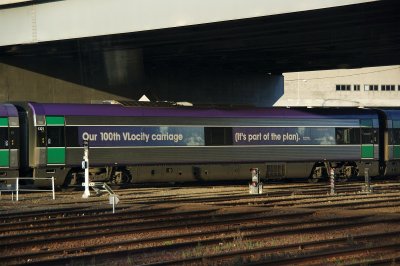 Our 100th VLocity carriage
(It's part of the plan).